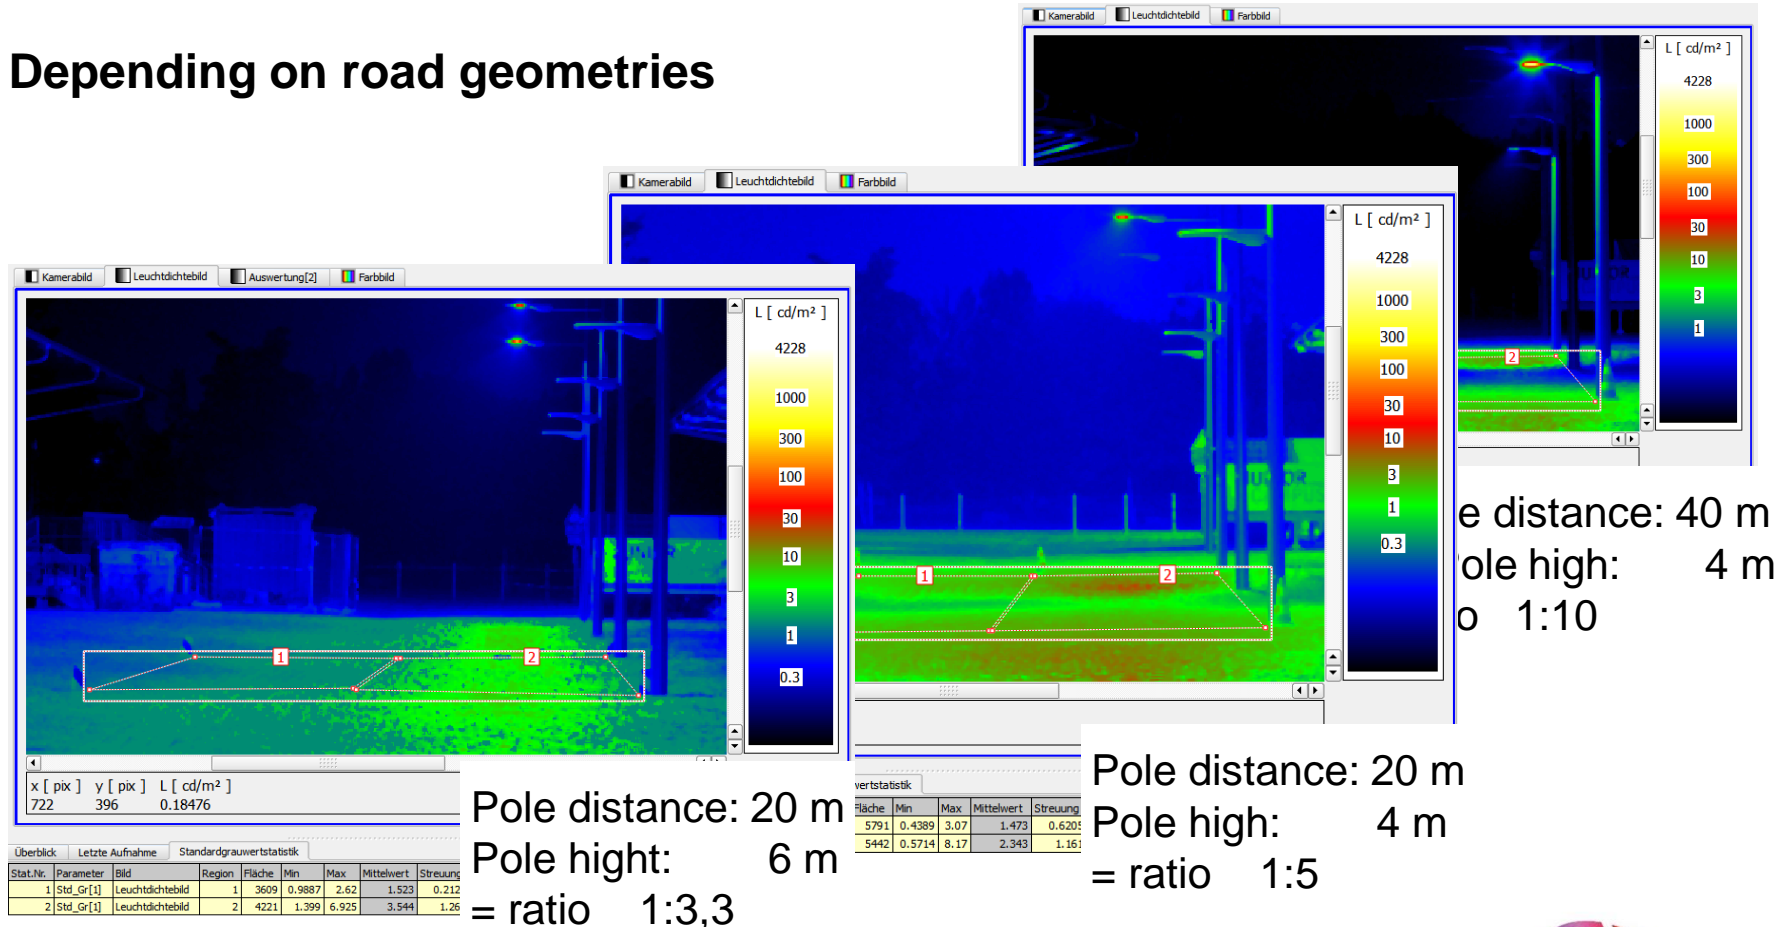 Depending on road geometries
Kamerabild Leuchtdichtebild Farbbild
L [ cd/m² ]
4228
1000
300
100
30
10
3
1
2
e distance: 40 m
ole high: 4 m
o 1:10
Kamerabild Leuchtdichtebild Farbbild
L [ cd/m² ]
4228
1000
300
100
30
10
3
1
0.3
1 2
Fläche Min Max Mittelwert Streuung
5791 0.4389 3.07 1.473 0.6205
5442 0.5714 8.17 2.343 1.161
Pole distance: 20 m
Pole high: 4 m
= ratio 1:5
Kamerabild Leuchtdichtebild Auswertung[2] Farbbild
L [ cd/m² ]
4228
1000
300
100
30
10
3
1
0.3
1 2
x [ pix ] y [ pix ] L [ cd/m² ]
722 396 0.18476
Überblick Letzte Aufnahme Standardgrauwertstatistik
Stat.Nr. Parameter Bild Region Fläche Min Max Mittelwert Streuung
1 Std_Gr[1] Leuchtdichtebild 1 3609 0.9887 2.62 1.523 0.212
2 Std_Gr[1] Leuchtdichtebild 2 4221 1.399 6.925 3.544 1.26
Pole distance: 20 m
Pole hight: 6 m
= ratio 1:3,3